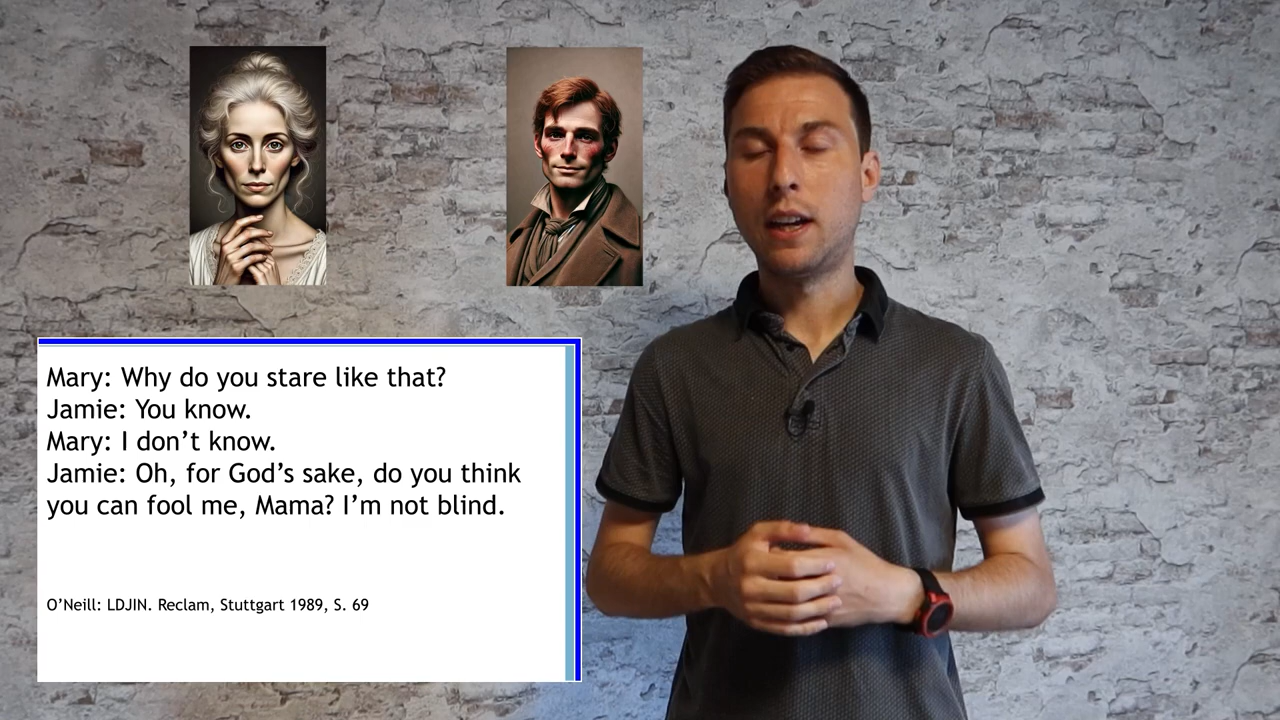 Mary: Why do you stare like that?
Jamie: You know.
Mary: I don’t know.
Jamie: Oh, for God’s sake, do you think
you can fool me, Mama? I’m not blind.
O’Neill: LDJIN. Reclam, Stuttgart 1989, S. 69